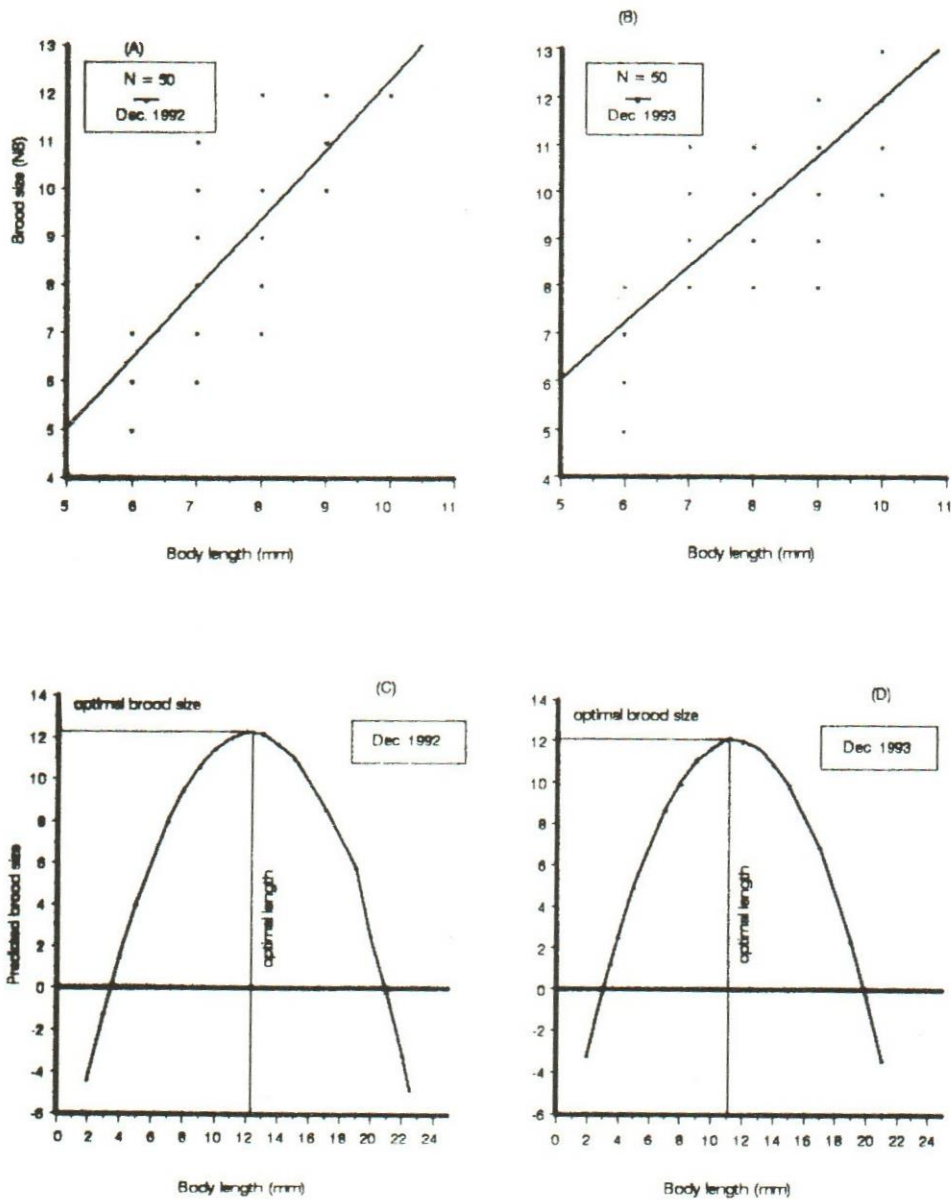 (A)
N = 50
Dec. 1992
Brood size (NB)
13
12
11
10
9
8
7
6
5
4
5 6 7 8 9 10 11
Body length (mm)
(B)
N = 50
Dec 1993
13
12
11
10
9
8
7
6
5
4
5 6 7 8 9 10 11
Body length (mm)
(C)
optimal brood size
Dec 1992
optimal length
Predicted brood size
14
12
10
8
6
4
2
0
-2
-4
-6
0 2 4 6 8 10 12 14 16 18 20 22 24
Body length (mm)
(D)
optimal brood size
Dec 1993
optimal length
14
12
10
8
6
4
2
0
-2
-4
-6
0 2 4 6 8 10 12 14 16 18 20 22 24
Body length (mm)